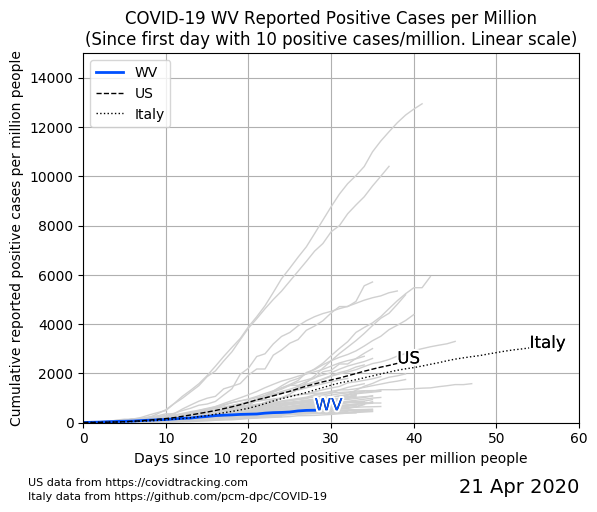 COVID-19 WV Reported Positive Cases per Million
(Since first day with 10 positive cases/million. Linear scale)
Cumulative reported positive cases per million people
14000
12000
10000
8000
6000
4000
2000
0
WV
US
Italy
Italy
US
WV
0 10 20 30 40 50 60
Days since 10 reported positive cases per million people
US data from https://covidtracking.com
Italy data from https://github.com/pcm-dpc/COVID-19
21 Apr 2020